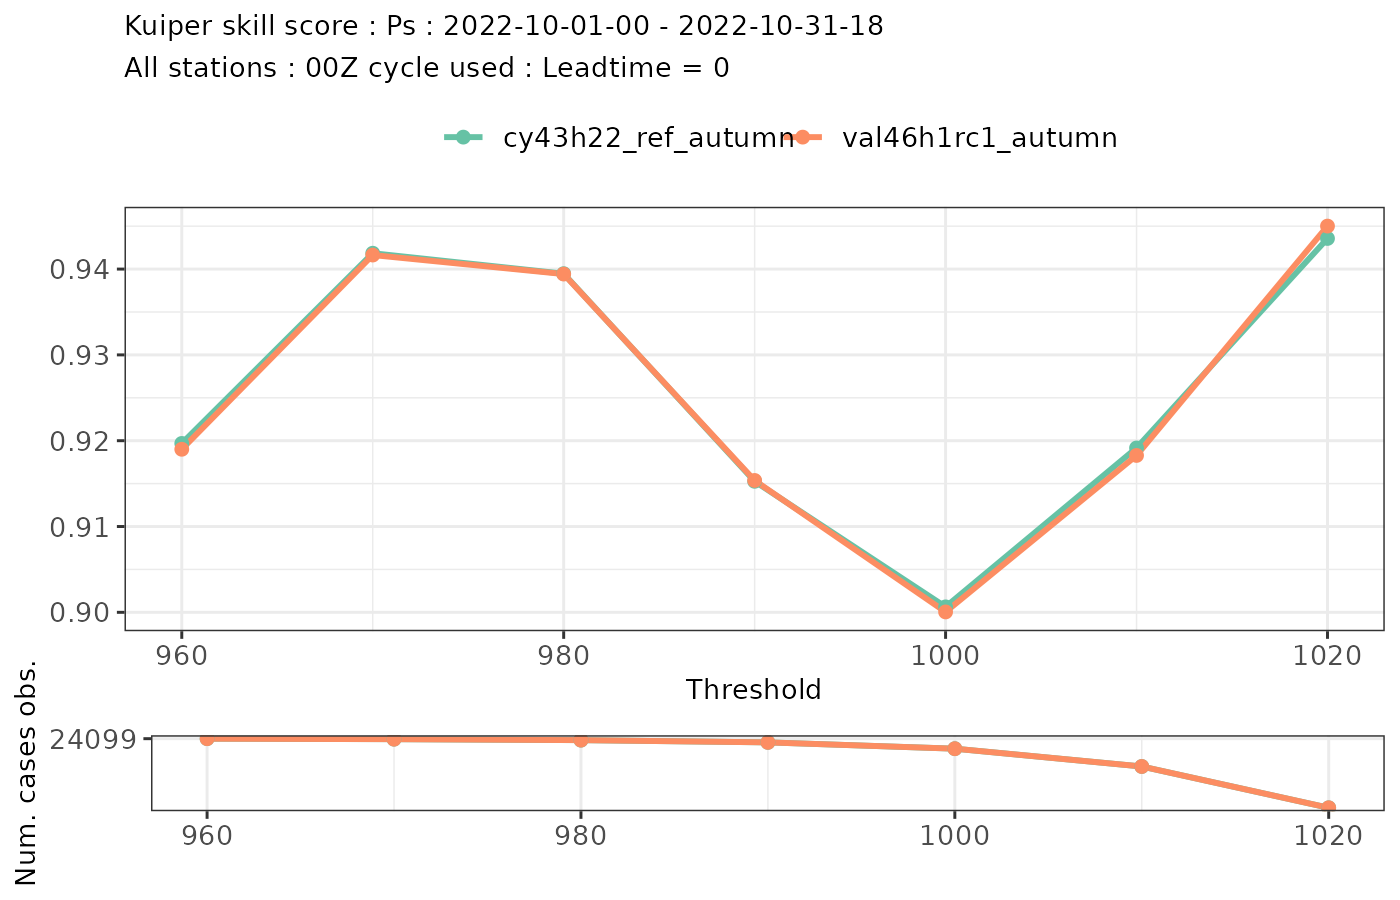 Kuiper skill score : Ps : 2022-10-01-00 - 2022-10-31-18
All stations : 00Z cycle used : Leadtime = 0
cy43h22_ref_autumn val46h1rc1_autumn
0.94
0.93
0.92
0.91
0.90
960 980 1000 1020
Threshold
Num. cases obs.
24099
960 980 1000 1020